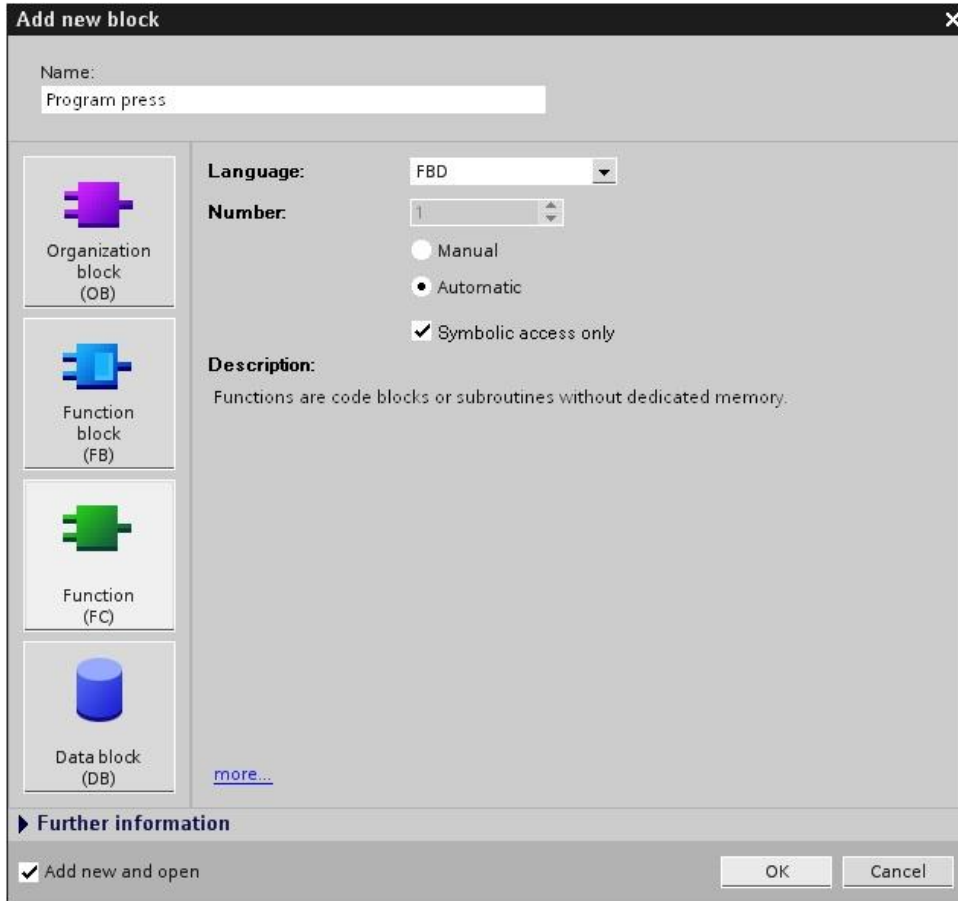 Add new block
Name:
Program press
Organization
block
(OB)
Function
block
(FB)
Function
(FC)
Data block
(DB)
Language:
FBD
Number:
1
Manual
Automatic
Symbolic access only
Description:
Functions are code blocks or subroutines without dedicated memory.
more...
Further information
Add new and open
OK
Cancel